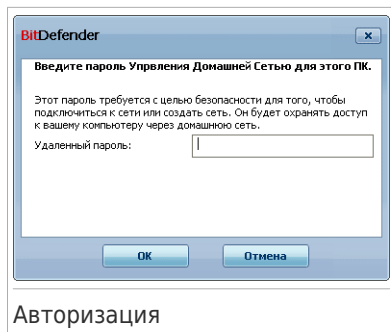 BitDefender
Введите пароль Упрвления Домашней Сетью для этого ПК.
Этот пароль требуется с целью безопасности для того, чтобы
подключиться к сети или создать сеть. Он будет охранять доступ
к вашему компьютеру через домашнюю сеть.
Удаленный пароль:
OK
Отмена
Авторизация